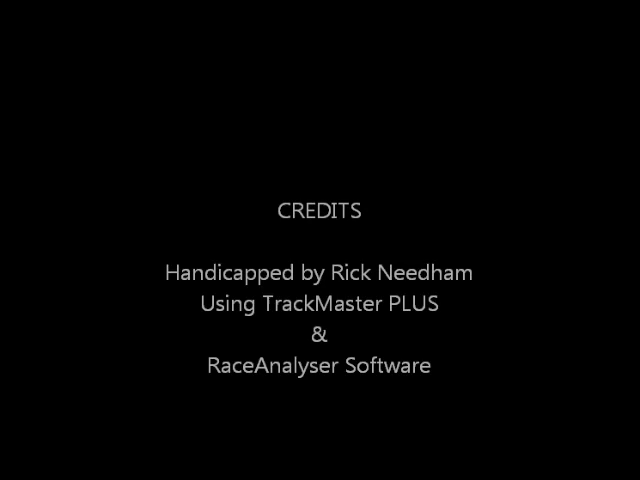 CREDITS
Handicapped by Rick Needham
Using TrackMaster PLUS
&
RaceAnalyser Software